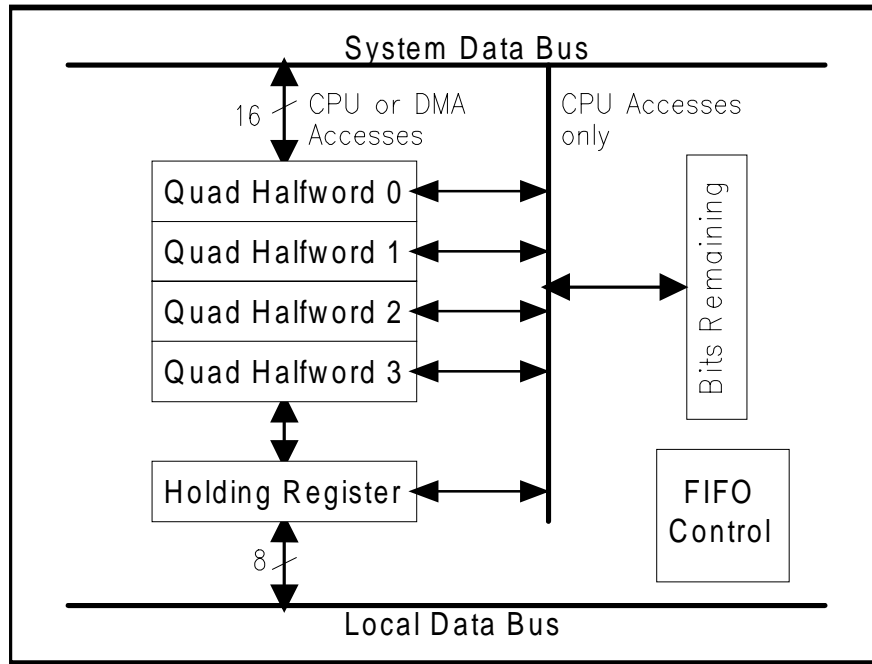 System Data Bus
16
CPU or DMA
Accesses
CPU Accesses
only
Quad Halfword 0
Quad Halfword 1
Quad Halfword 2
Quad Halfword 3
Bits Remaining
Holding Register
FIFO
Control
8
Local Data Bus